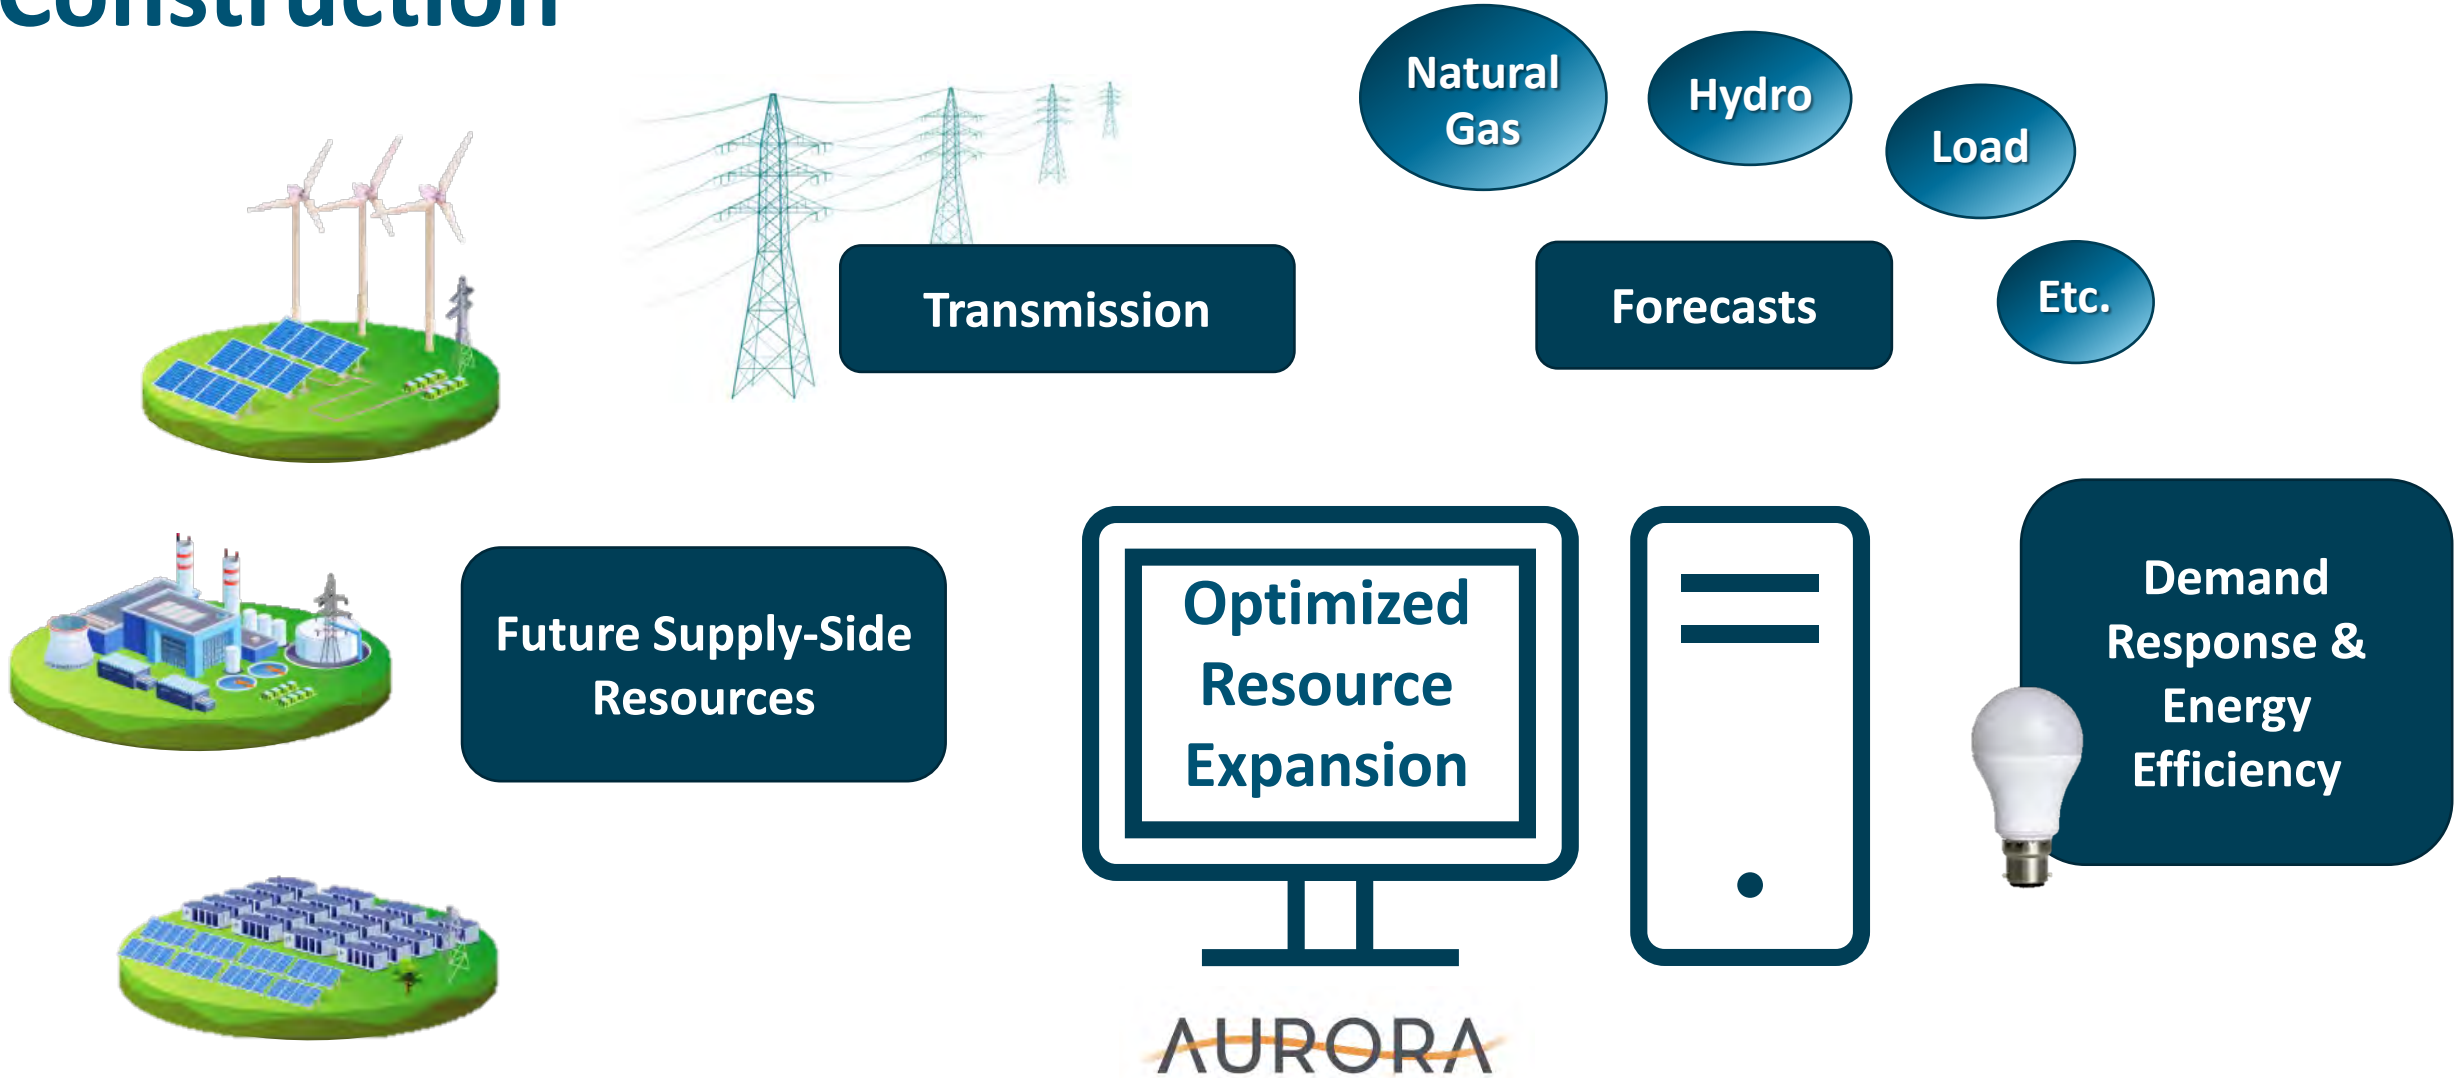 Construction
Natural
Gas
Hydro
Load
Etc.
Transmission
Forecasts
Future Supply-Side
Resources
Optimized
Resource
Expansion
Demand
Response &
Energy
Efficiency
AURORA